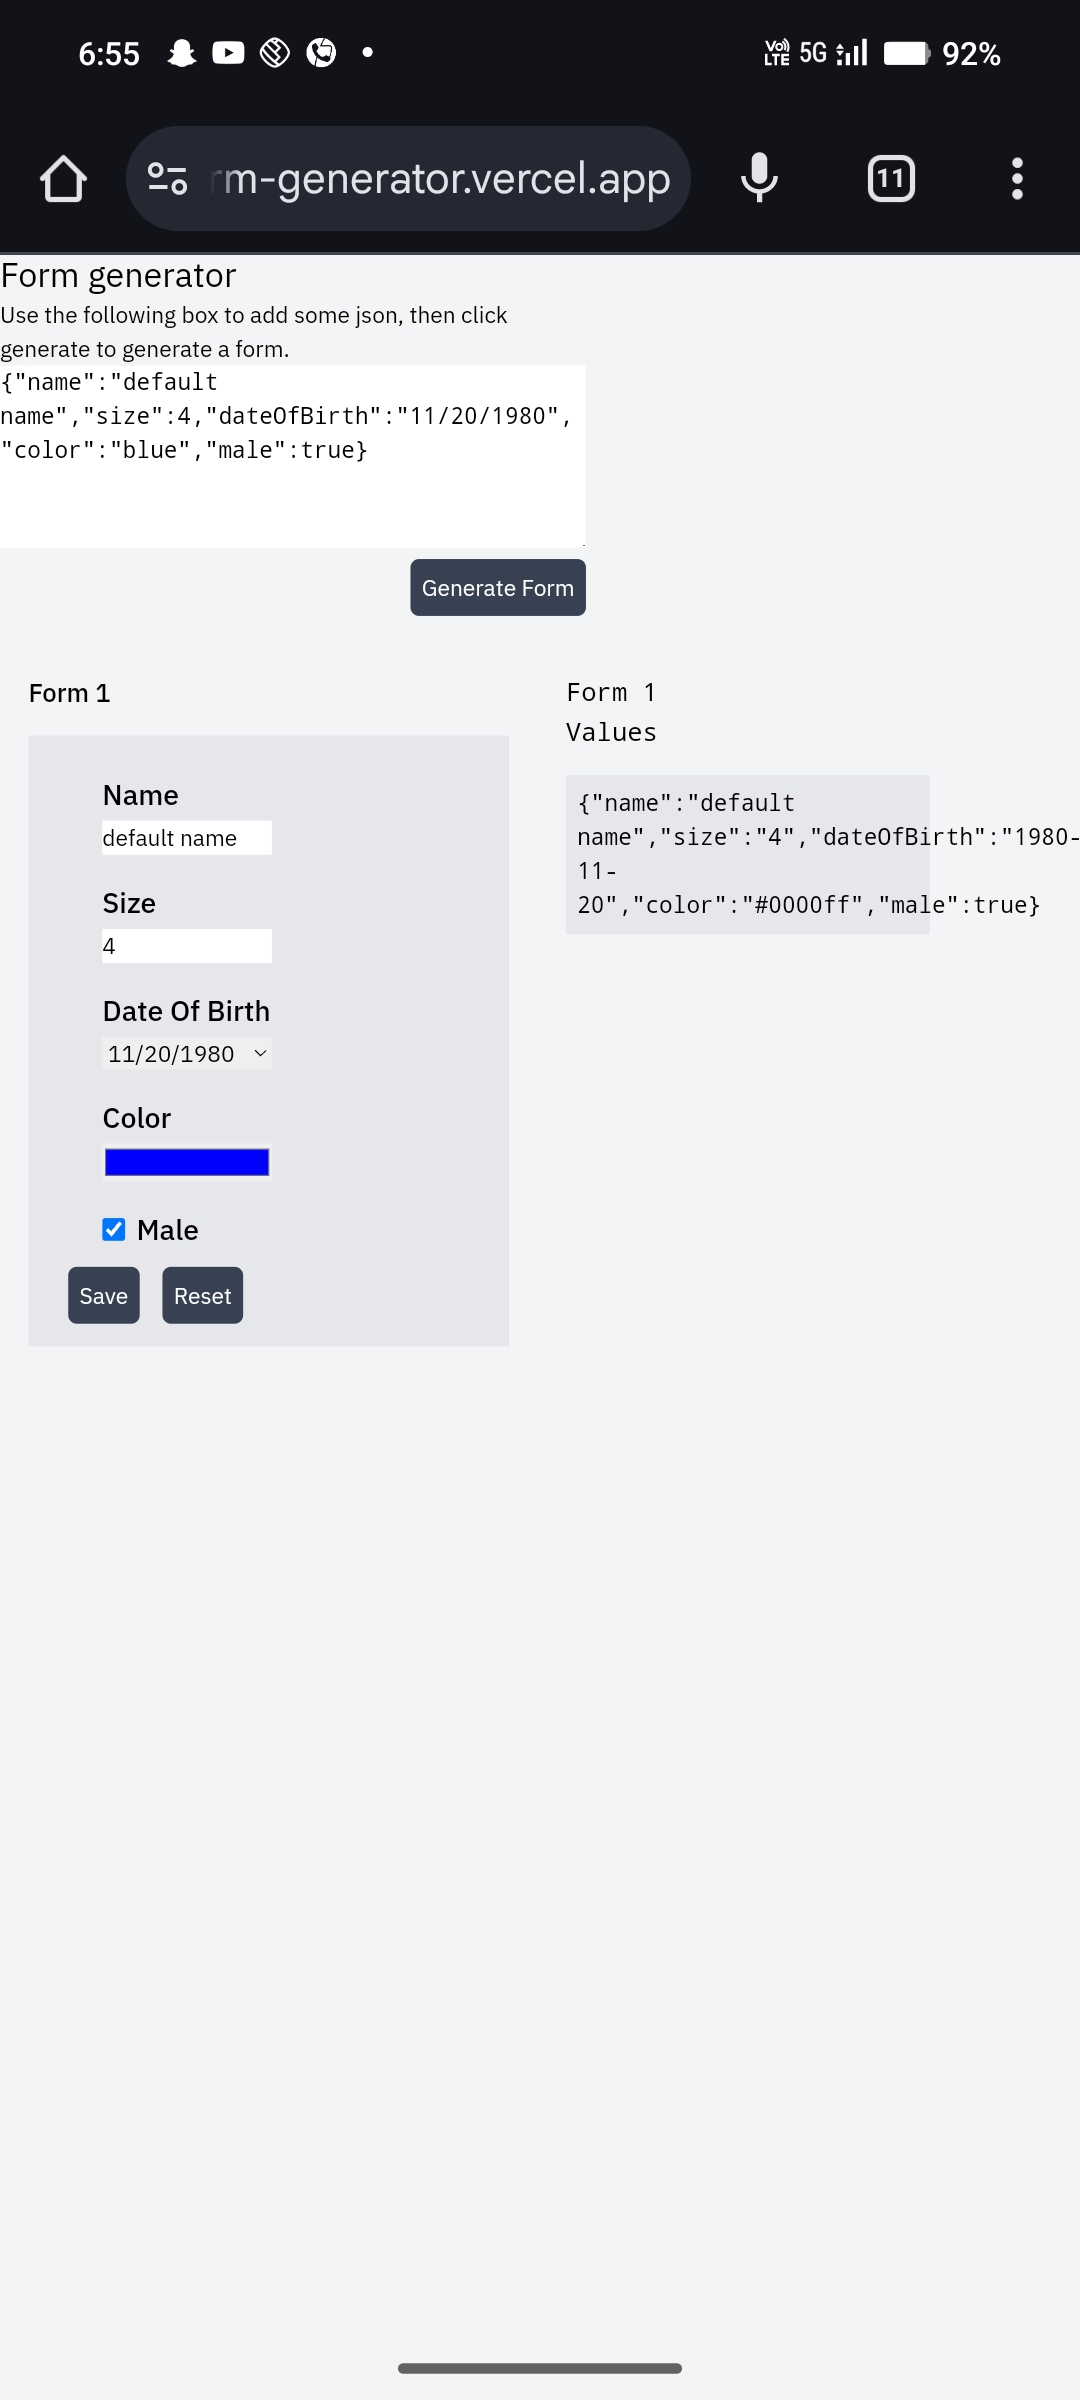 6:55
VoLTE 5G 92%
rm-generator.vercel.app
11
Form generator
Use the following box to add some json, then click
generate to generate a form.
{"name":"default
name","size":4,"dateOfBirth":"11/20/1980",
"color":"blue","male":true}
Generate Form
Form 1
Name
default name
Size
4
Date Of Birth
11/20/1980
Color
Male
Save Reset
Form 1
Values
{"name":"default
name","size":"4","dateOfBirth":"1980-
11-
20","color":"#0000ff","male":true}